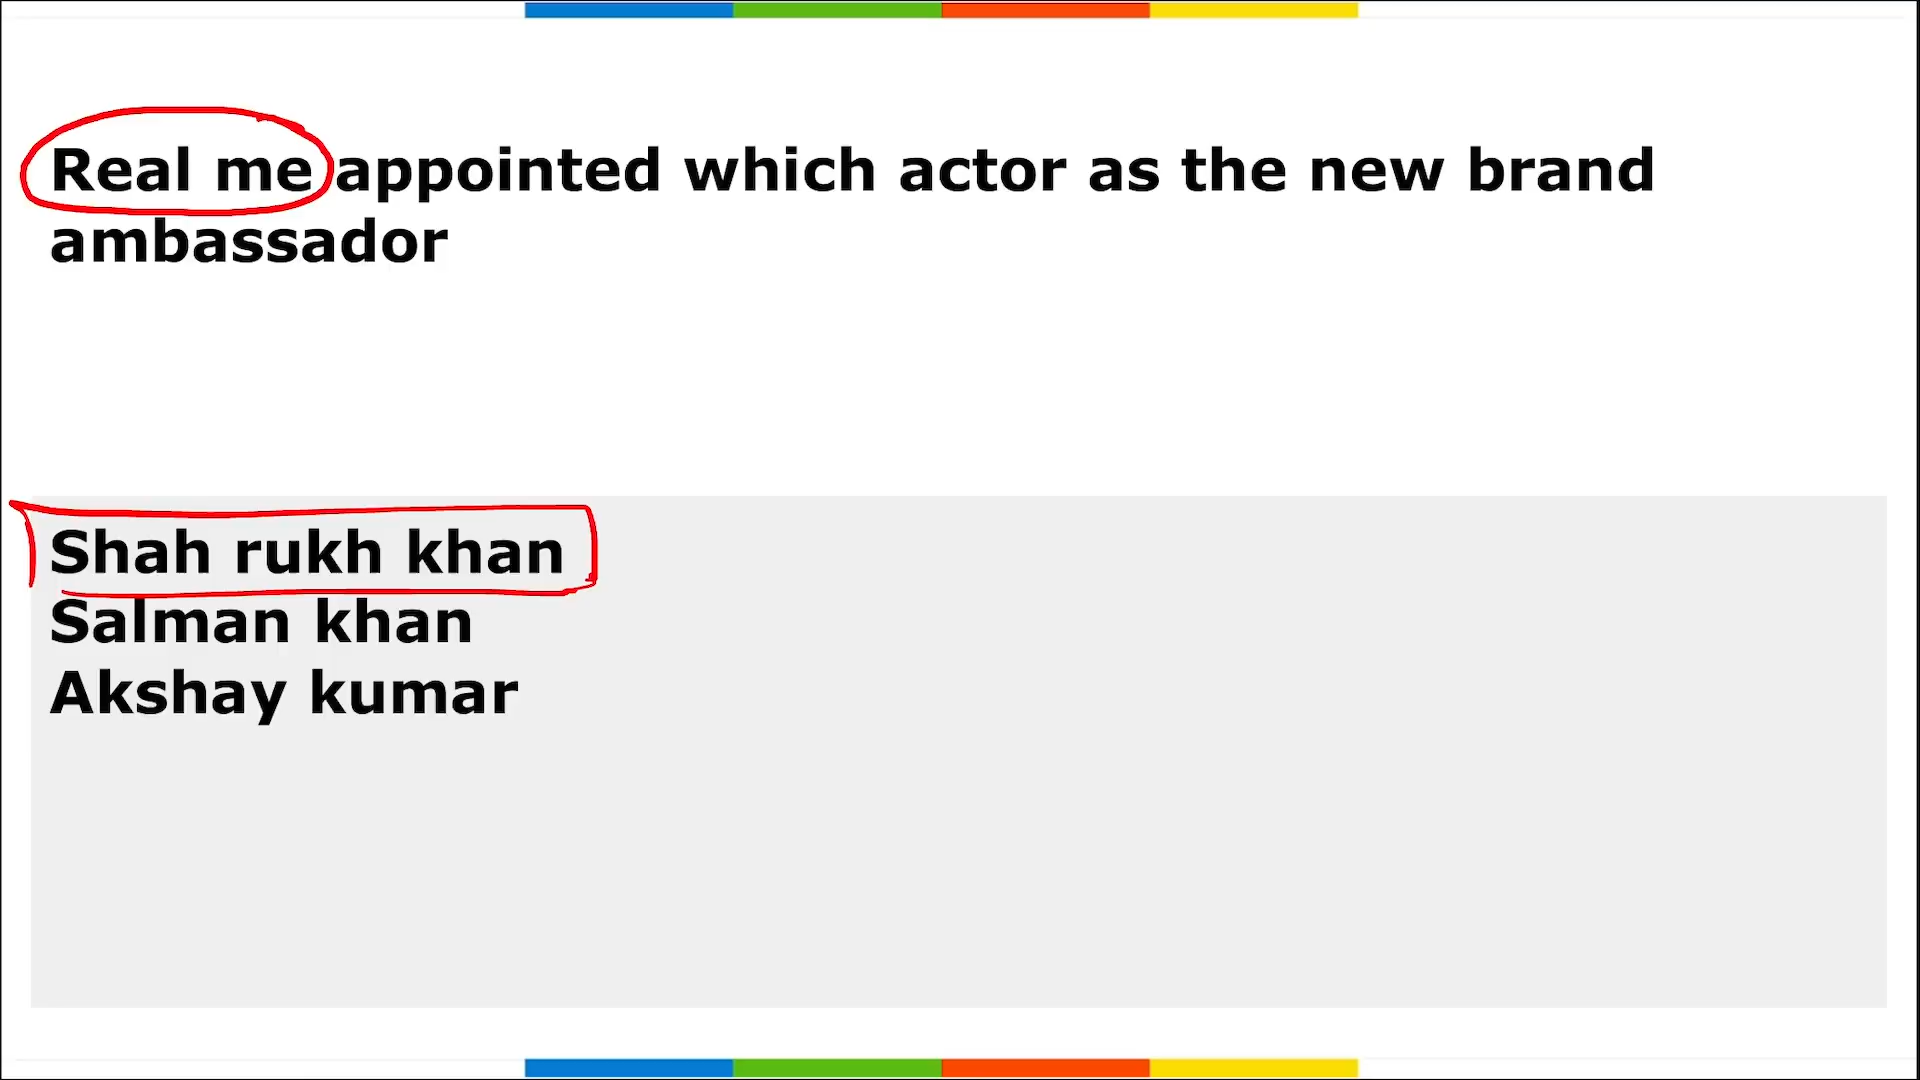 Real me appointed which actor as the new brand
ambassador
Shah rukh khan
Salman khan
Akshay kumar